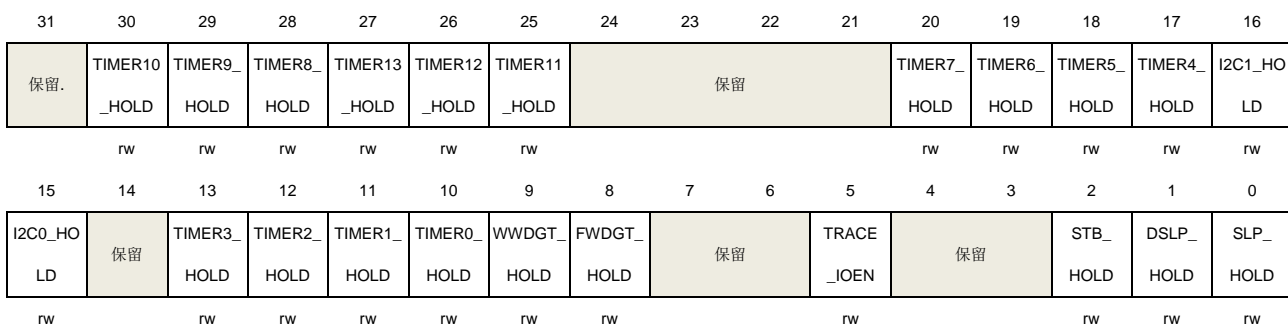 31 30 29 28 27 26 25 24 23 22 21 20 19 18 17 16
保留. TIMER10 TIMER9_ TIMER8_ TIMER13 TIMER12 TIMER11 保留 TIMER7_ TIMER6_ TIMER5_ TIMER4_ I2C1_HO
_HOLD HOLD HOLD _HOLD _HOLD _HOLD HOLD HOLD HOLD HOLD LD
rw rw rw rw rw rw rw rw rw rw rw
15 14 13 12 11 10 9 8 7 6 5 4 3 2 1 0
I2C0_HO 保留 TIMER3_ TIMER2_ TIMER1_ TIMER0_ WWDGT_ FWDGT_ 保留 TRACE 保留 STB_ DSLP_ SLP_
LD HOLD HOLD HOLD HOLD HOLD HOLD _IOEN HOLD HOLD HOLD
rw rw rw rw rw rw rw rw rw rw rw